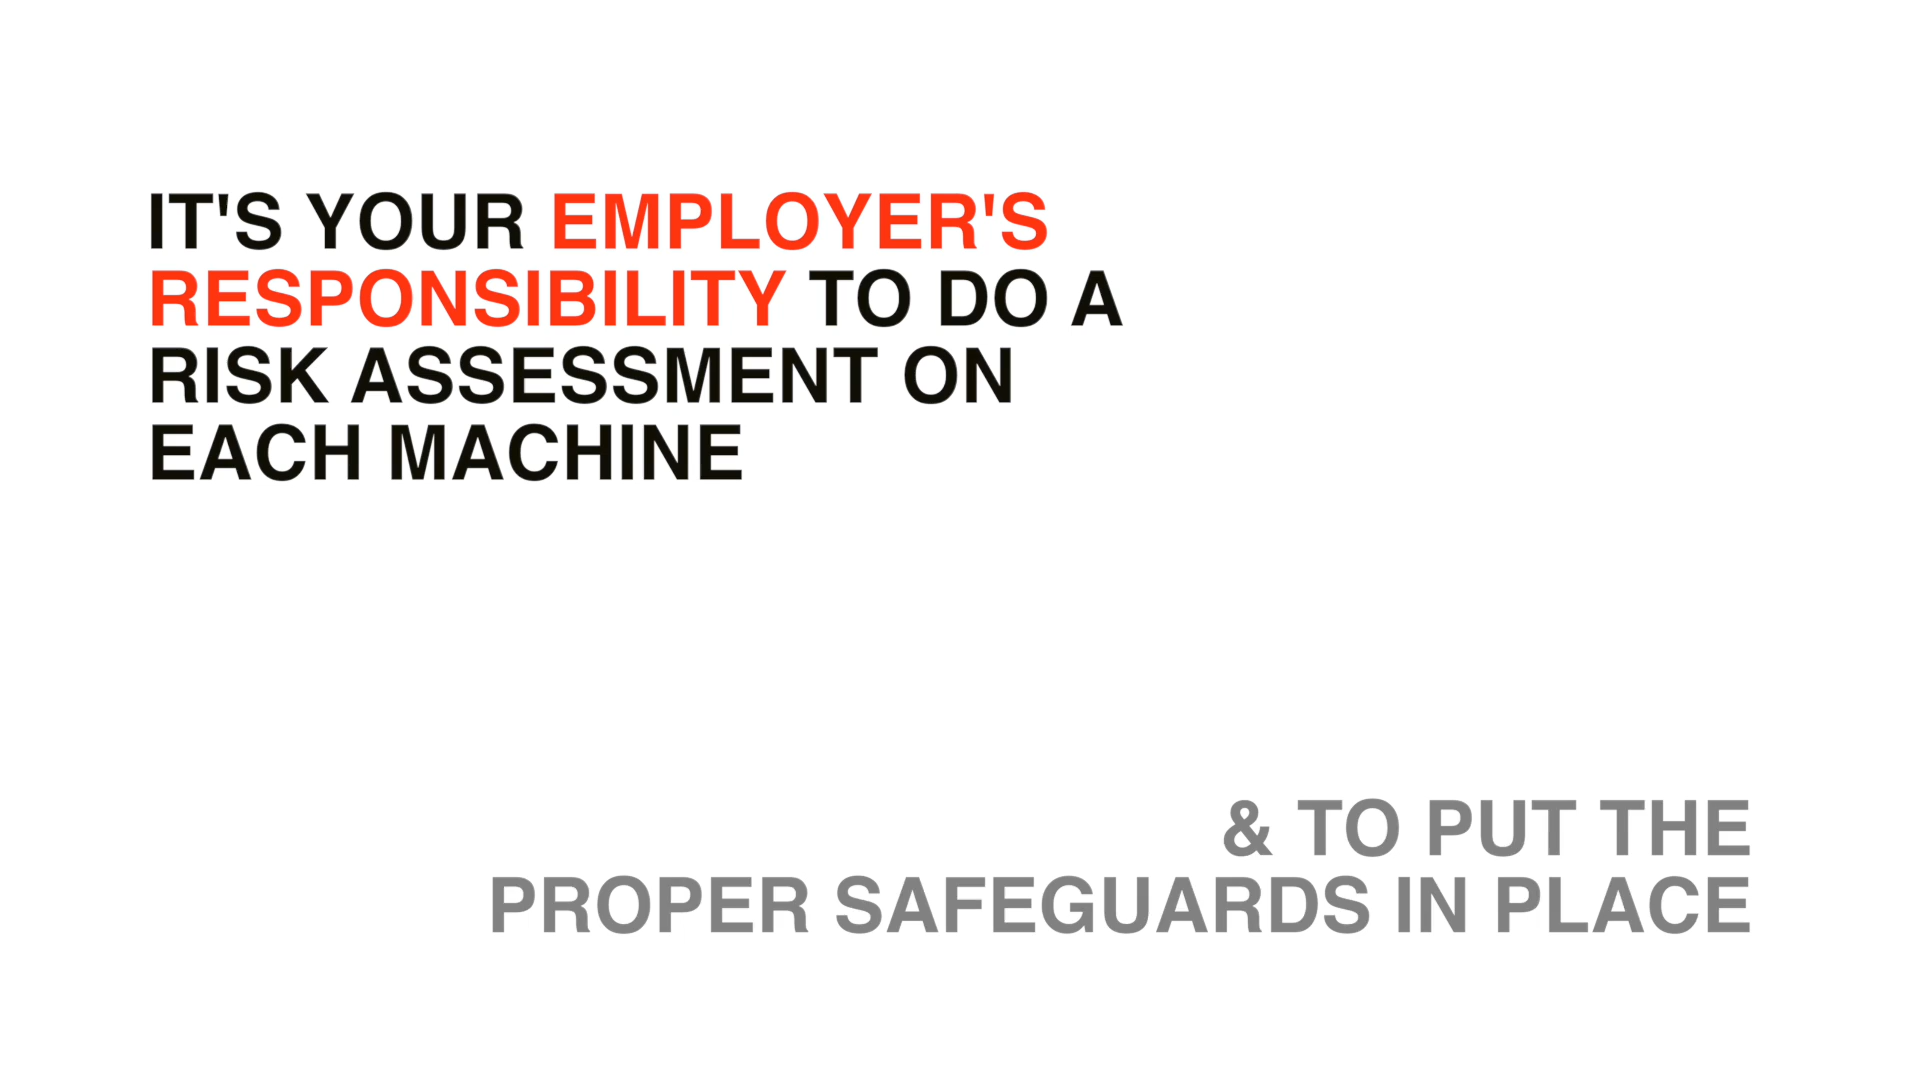 IT'S YOUR EMPLOYER'S
RESPONSIBILITY TO DO A
RISK ASSESSMENT ON
EACH MACHINE
& TO PUT THE
PROPER SAFEGUARDS IN PLACE